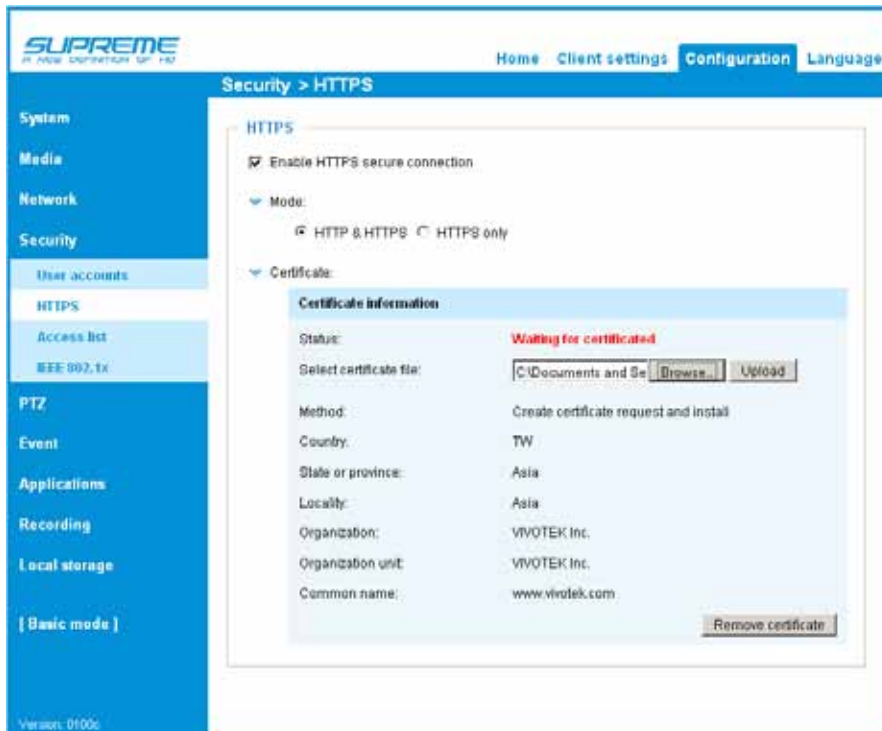 SUPREME
A NEW DEFINITION OF HD
Home Client settings Configuration Language
Security > HTTPS
System
Media
Network
Security
User accounts
HTTPS
Access list
IEEE 802.1x
PTZ
Event
Applications
Recording
Local storage
[ Basic mode ]
Version: 0100c
HTTPS
Enable HTTPS secure connection
Mode:
HTTP & HTTPS HTTPS only
Certificate:
Certificate information
Status: Waiting for certificated
Select certificate file: C:\Documents and Se Browse... Upload
Method: Create certificate request and install
Country: TW
State or province: Asia
Locality: Asia
Organization: VIVOTEK Inc.
Organization unit: VIVOTEK Inc.
Common name: www.vivotek.com
Remove certificate